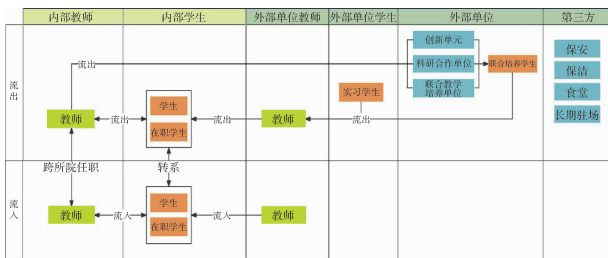 内部教师 内部学生 外部单位教师 外部单位学生 外部单位 第三方
流出
创新单元
科研合作单位
联合教学
培养单位
联合培养学生
流出
实习学生
学生
在职学生
教师
流出
流出
教师
流出
保安
保洁
食堂
长期驻场
跨所院任职
转系
流入
教师
流入
学生
在职学生
流入
教师